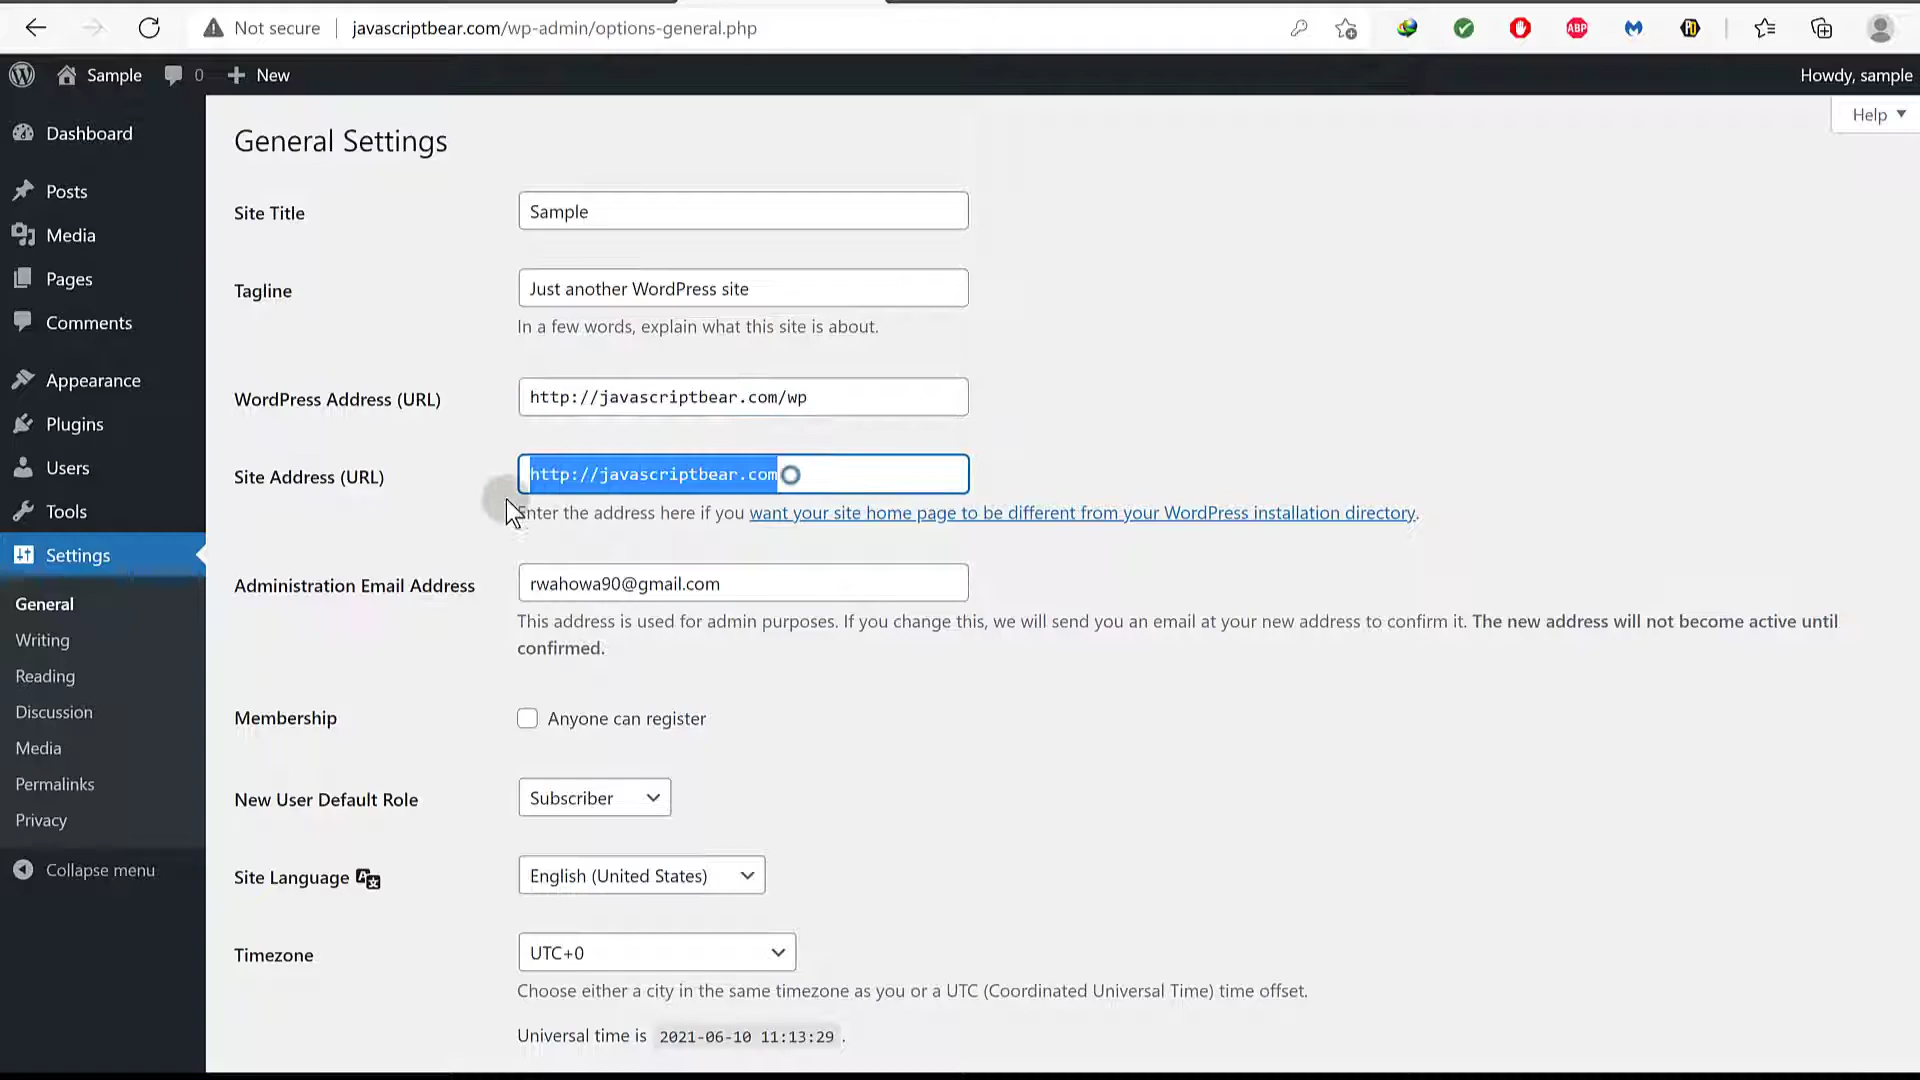 Not secure
javascriptbear.com/wp-admin/options-general.php
ABP
Sample
0
New
Howdy, sample
Help
Dashboard
Posts
Media
Pages
Comments
Appearance
Plugins
Users
Tools
Settings
General
Writing
Reading
Discussion
Media
Permalinks
Privacy
Collapse menu
General Settings
Site Title
Sample
Tagline
Just another WordPress site
In a few words, explain what this site is about.
WordPress Address (URL)
http://javascriptbear.com/wp
Site Address (URL)
http://javascriptbear.com
Enter the address here if you want your site home page to be different from your WordPress installation directory.
Administration Email Address
rwahowa90@gmail.com
This address is used for admin purposes. If you change this, we will send you an email at your new address to confirm it. The new address will not become active until
confirmed.
Membership
Anyone can register
New User Default Role
Subscriber
Site Language
English (United States)
Timezone
UTC+0
Choose either a city in the same timezone as you or a UTC (Coordinated Universal Time) time offset.
Universal time is 2021-06-10 11:13:29 .